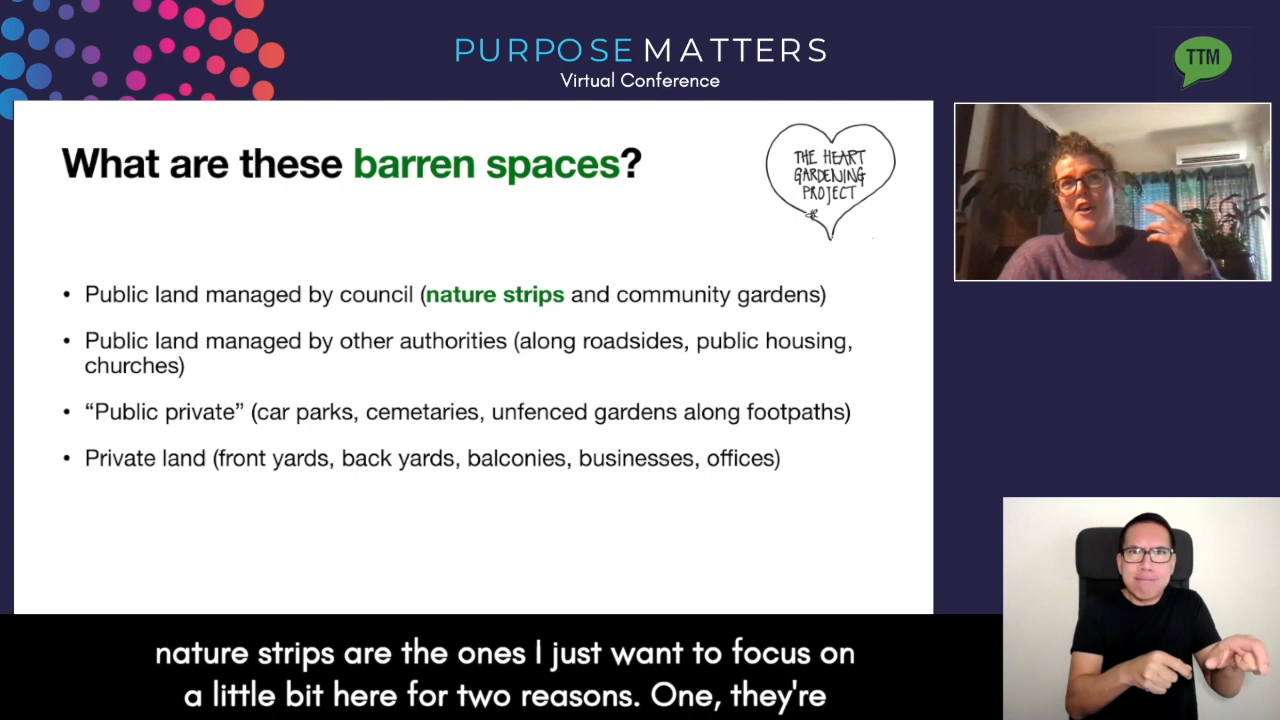 PURPOSE MATTERS
Virtual Conference
TTM
What are these barren spaces?
THE HEART
GARDENING
PROJECT
• Public land managed by council (nature strips and community gardens)
• Public land managed by other authorities (along roadsides, public housing,
churches)
• “Public private” (car parks, cemetaries, unfenced gardens along footpaths)
• Private land (front yards, back yards, balconies, businesses, offices)
nature strips are the ones I just want to focus on
a little bit here for two reasons. One, they're